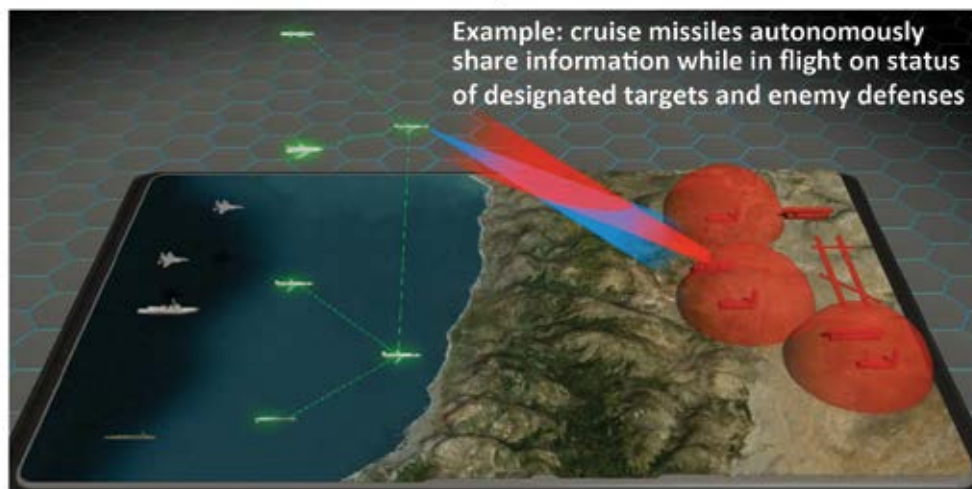 Example: cruise missiles autonomously
share information while in flight on status
of designated targets and enemy defenses